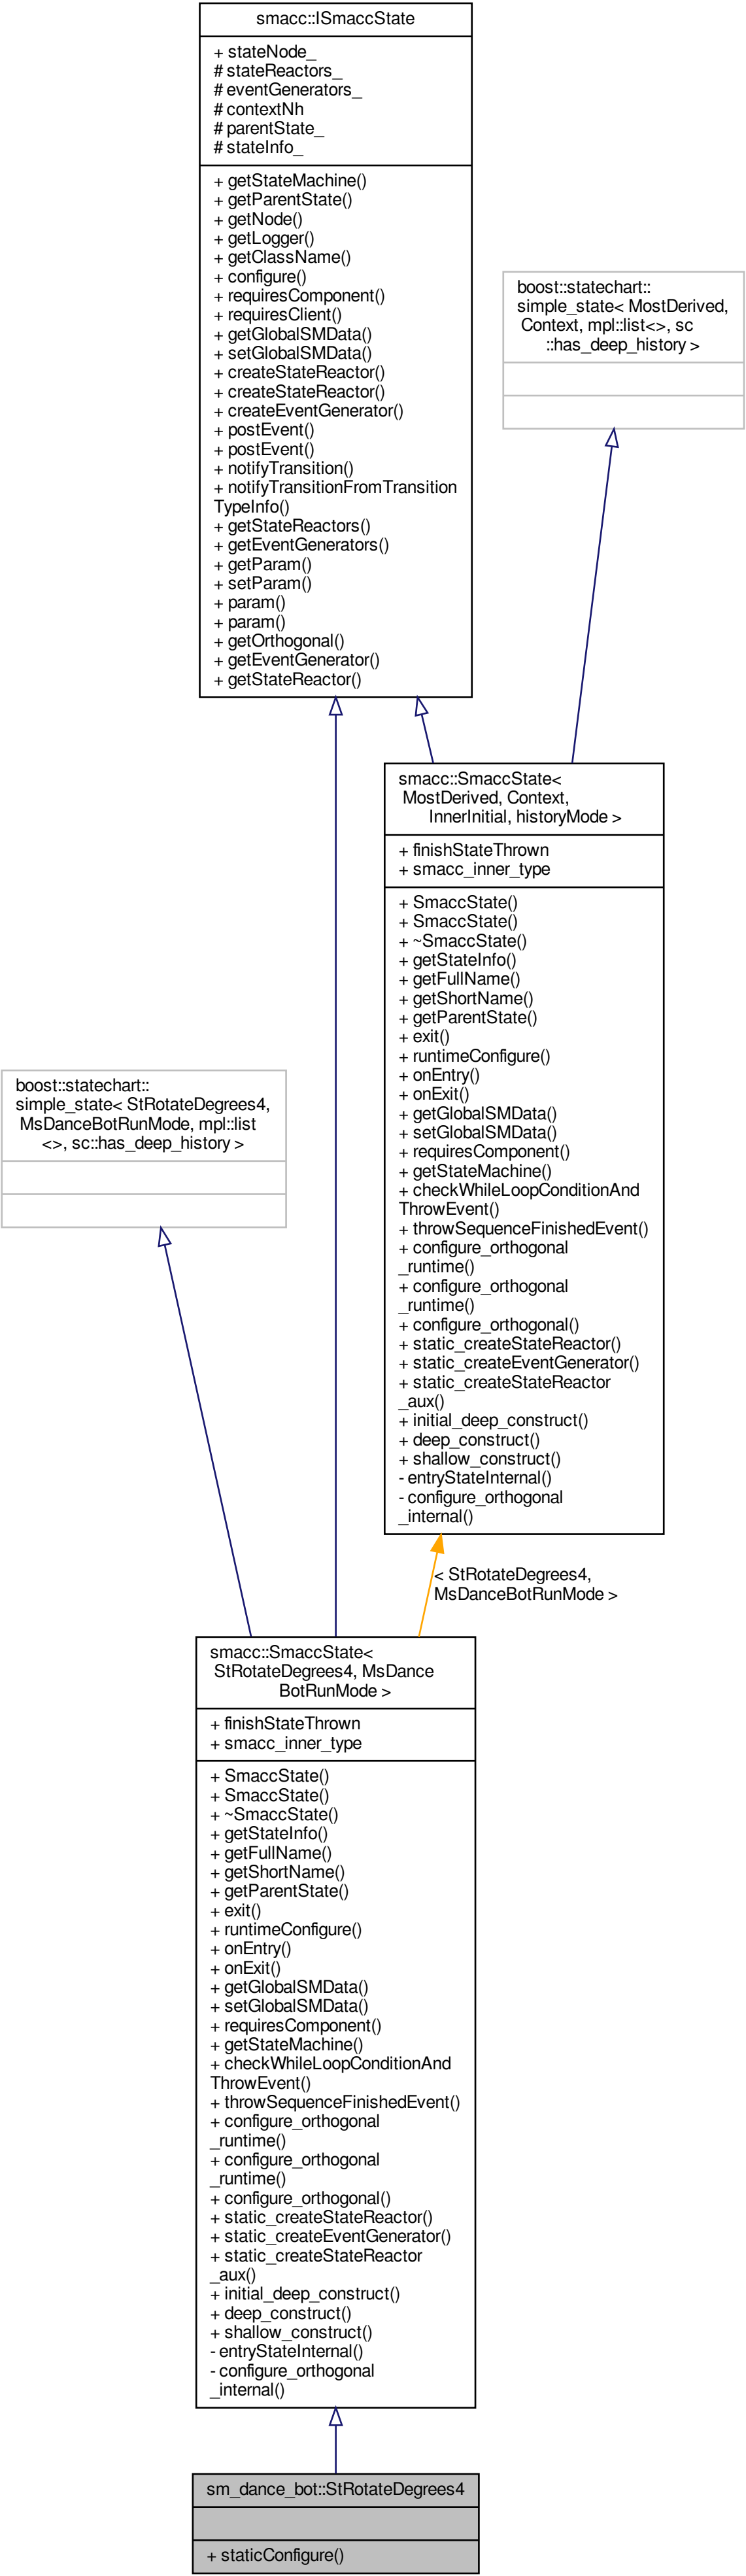 smacc::ISmaccState
+ stateNode_
# stateReactors_
# eventGenerators_
# contextNh
# parentState_
# stateInfo_
+ getStateMachine()
+ getParentState()
+ getNode()
+ getLogger()
+ getClassName()
+ configure()
+ requiresComponent()
+ requiresClient()
+ getGlobalSMData()
+ setGlobalSMData()
+ createStateReactor()
+ createStateReactor()
+ createEventGenerator()
+ postEvent()
+ postEvent()
+ notifyTransition()
+ notifyTransitionFromTransition
TypeInfo()
+ getStateReactors()
+ getEventGenerators()
+ getParam()
+ setParam()
+ param()
+ param()
+ getOrthogonal()
+ getEventGenerator()
+ getStateReactor()
boost::statechart::
simple_state< MostDerived,
Context, mpl::list<>, sc
::has_deep_history >
smacc::SmaccState<
MostDerived, Context,
InnerInitial, historyMode >
+ finishStateThrown
+ smacc_inner_type
+ SmaccState()
+ SmaccState()
+ ~SmaccState()
+ getStateInfo()
+ getFullName()
+ getShortName()
+ getParentState()
+ exit()
+ runtimeConfigure()
+ onEntry()
+ onExit()
+ getGlobalSMData()
+ setGlobalSMData()
+ requiresComponent()
+ getStateMachine()
+ checkWhileLoopConditionAnd
ThrowEvent()
+ throwSequenceFinishedEvent()
+ configure_orthogonal
_runtime()
+ configure_orthogonal
_runtime()
+ configure_orthogonal()
+ static_createStateReactor()
+ static_createEventGenerator()
+ static_createStateReactor
_aux()
+ initial_deep_construct()
+ deep_construct()
+ shallow_construct()
- entryStateInternal()
- configure_orthogonal
_internal()
boost::statechart::
simple_state< StRotateDegrees4,
MsDanceBotRunMode, mpl::list
<>, sc::has_deep_history >
< StRotateDegrees4,
MsDanceBotRunMode >
smacc::SmaccState<
StRotateDegrees4, MsDance
BotRunMode >
+ finishStateThrown
+ smacc_inner_type
+ SmaccState()
+ SmaccState()
+ ~SmaccState()
+ getStateInfo()
+ getFullName()
+ getShortName()
+ getParentState()
+ exit()
+ runtimeConfigure()
+ onEntry()
+ onExit()
+ getGlobalSMData()
+ setGlobalSMData()
+ requiresComponent()
+ getStateMachine()
+ checkWhileLoopConditionAnd
ThrowEvent()
+ throwSequenceFinishedEvent()
+ configure_orthogonal
_runtime()
+ configure_orthogonal
_runtime()
+ configure_orthogonal()
+ static_createStateReactor()
+ static_createEventGenerator()
+ static_createStateReactor
_aux()
+ initial_deep_construct()
+ deep_construct()
+ shallow_construct()
- entryStateInternal()
- configure_orthogonal
_internal()
sm_dance_bot::StRotateDegrees4
+ staticConfigure()